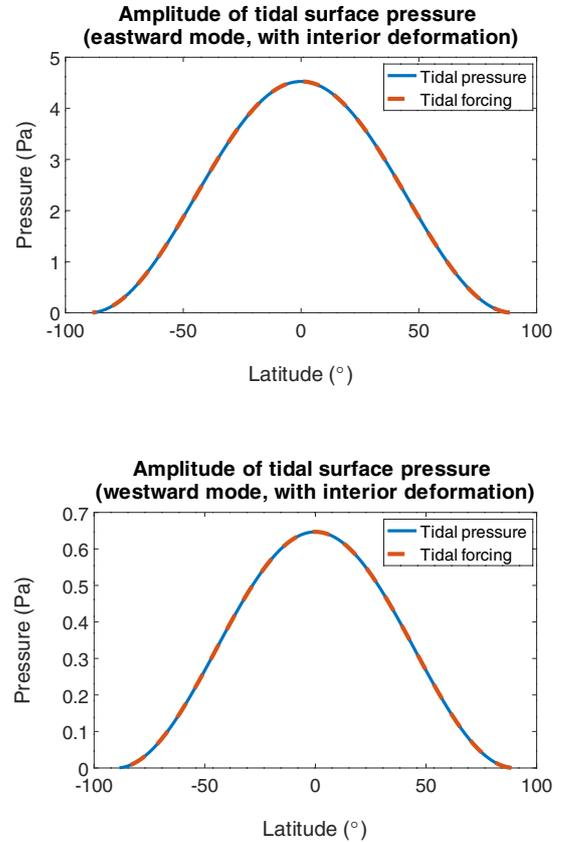 Amplitude of tidal surface pressure
(eastward mode, with interior deformation)
5
4
3
2
1
0
Pressure (Pa)
Tidal pressure
Tidal forcing
-100
-50
0
50
100
Latitude (°)
Amplitude of tidal surface pressure
(westward mode, with interior deformation)
0.7
0.6
0.5
0.4
0.3
0.2
0.1
0
Pressure (Pa)
Tidal pressure
Tidal forcing
-100
-50
0
50
100
Latitude (°)